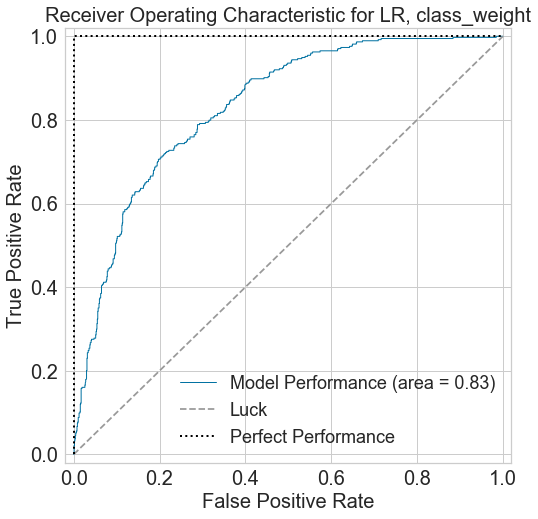 Receiver Operating Characteristic for LR, class_weight
1.0
0.8
0.6
0.4
0.2
0.0
True Positive Rate
Model Performance (area = 0.83)
Luck
Perfect Performance
0.0 0.2 0.4 0.6 0.8 1.0
False Positive Rate